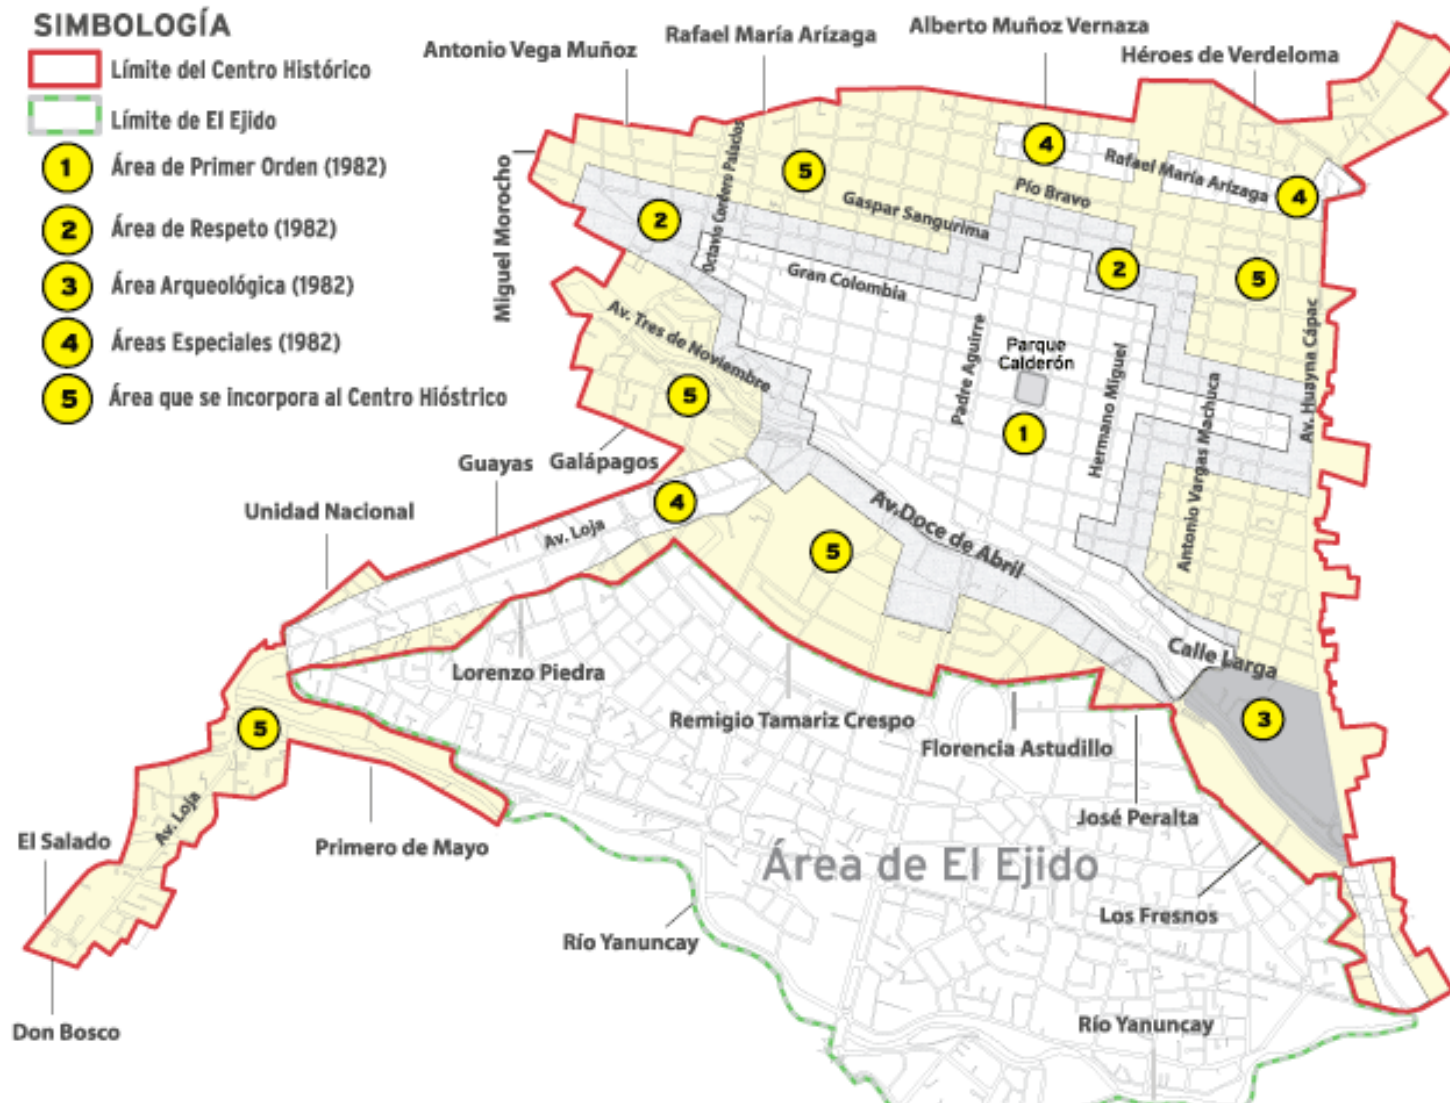 SIMBOLOGÍA
Límite del Centro Histórico
Límite de El Ejido
1 Área de Primer Orden (1982)
2 Área de Respeto (1982)
3 Área Arqueológica (1982)
4 Áreas Especiales (1982)
5 Área que se incorpora al Centro Hióstrico
Antonio Vega Muñoz
Rafael María Arízaga
Alberto Muñoz Vernaza
Héroes de Verdeloma
Miguel Morocho
Octavio Cordero Palacios
5
4
Rafael María Arízaga
4
2
Gaspar Sangurima
Pío Bravo
2
5
Gran Colombia
Av. Tres de Noviembre
5
Padre Aguirre
Parque
Calderón
1
Hermano Miguel
Antonio Vargas Machuca
Av. Huayna Cápac
Guayas
Galápagos
Unidad Nacional
4
Av. Loja
5
Av.Doce de Abril
Calle Larga
3
Lorenzo Piedra
Remigio Tamariz Crespo
Florencia Astudillo
5
Av. Loja
José Peralta
El Salado
Primero de Mayo
Área de El Ejido
Los Fresnos
Río Yanuncay
Don Bosco
Río Yanuncay